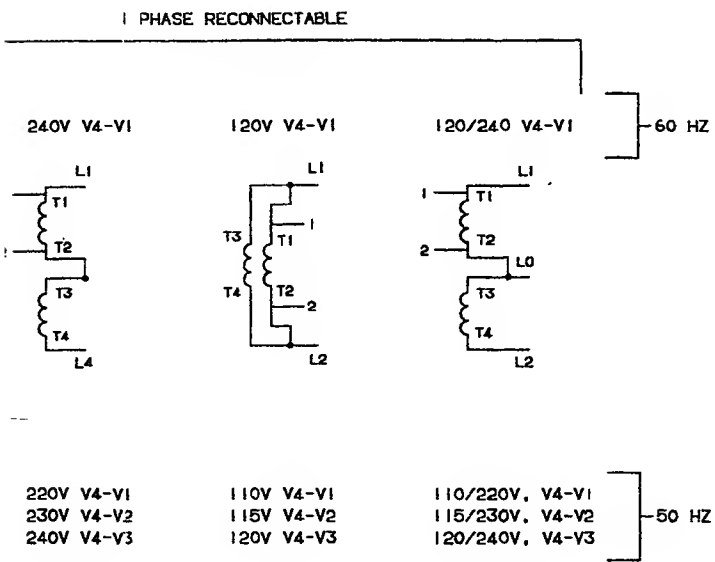 1 PHASE RECONNECTABLE
240V V4-V1 120V V4-V1 120/240 V4-V1 60 HZ
L1 L1 L1
T1 1 T1
T3 T1
2 T2 T2 L0
T3 T4 T2 T3
2
T4 T4
L4 L2 L2
220V V4-V1 110V V4-V1 110/220V, V4-V1
230V V4-V2 115V V4-V2 115/230V, V4-V2 50 HZ
240V V4-V3 120V V4-V3 120/240V, V4-V3